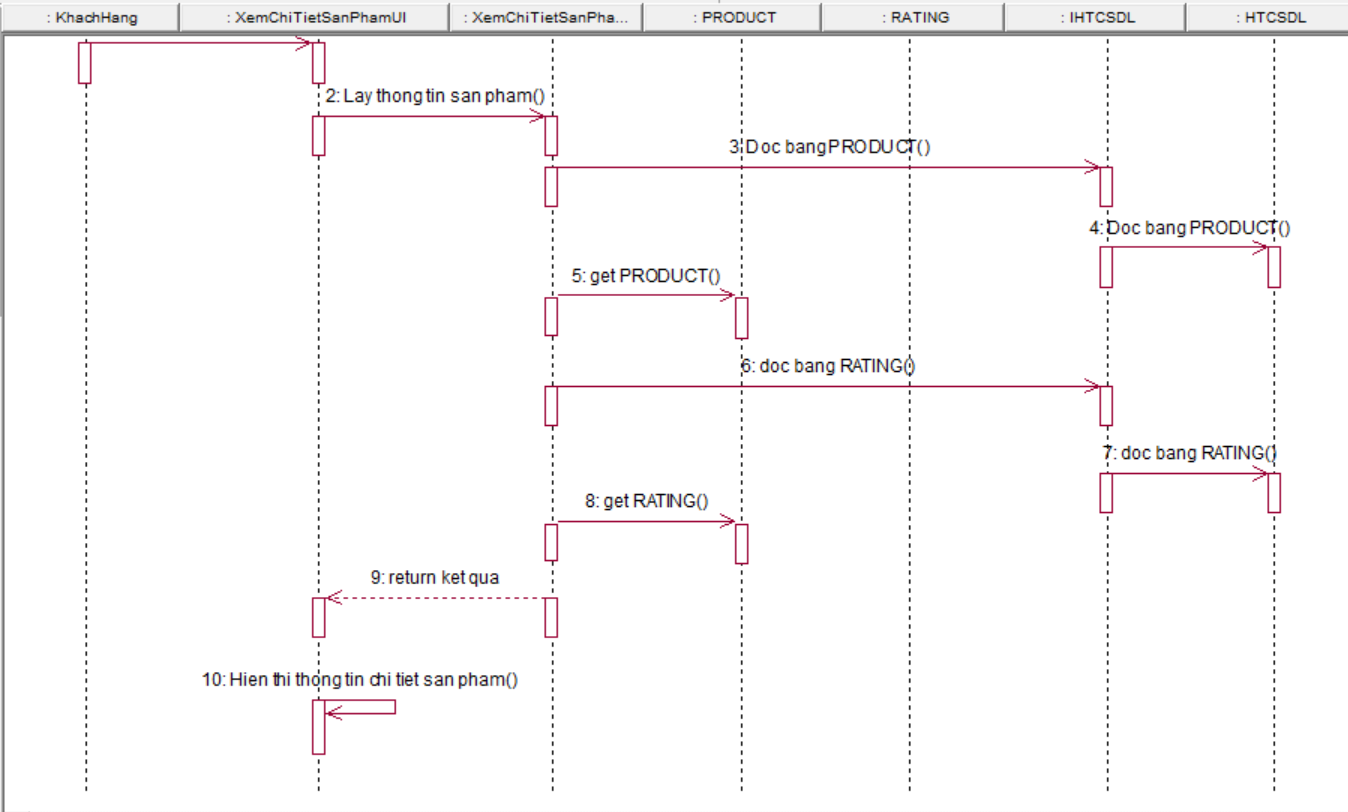 : KhachHang
: XemChiTietSanPhamUI
: XemChiTietSanPha...
: PRODUCT
: RATING
: IHTCSDL
: HTCSDL
2: Lay thong tin san pham()
3: Doc bang PRODUCT()
4: Doc bang PRODUCT()
5: get PRODUCT()
6: doc bang RATING()
7: doc bang RATING()
8: get RATING()
9: return ket qua
10: Hien thi thong tin chi tiet san pham()